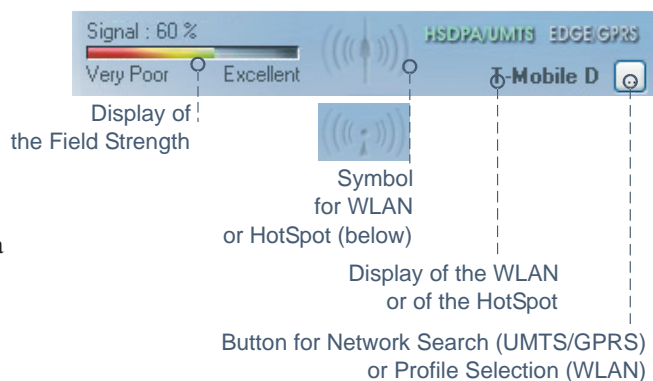 Signal : 60 %
HSDPA/UMTS EDGE/GPRS
Very Poor Excellent
T-Mobile D
Display of
the Field Strength
Symbol
for WLAN
or HotSpot (below)
Display of the WLAN
or of the HotSpot
Button for Network Search (UMTS/GPRS)
or Profile Selection (WLAN)